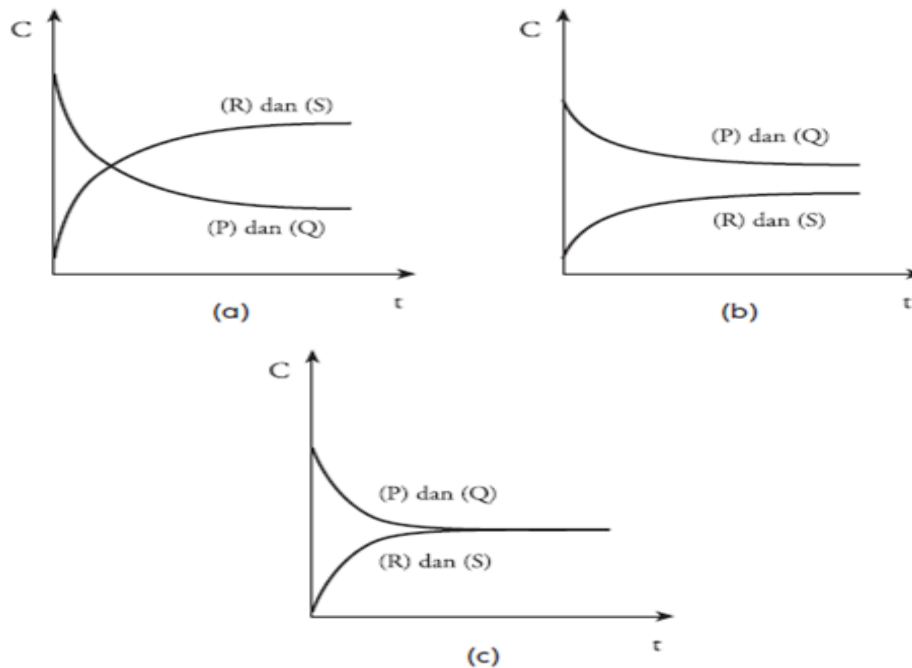 C
(R) dan (S)
(P) dan (Q)
t
(a)
C
(P) dan (Q)
(R) dan (S)
t
(b)
C
(P) dan (Q)
(R) dan (S)
t
(c)